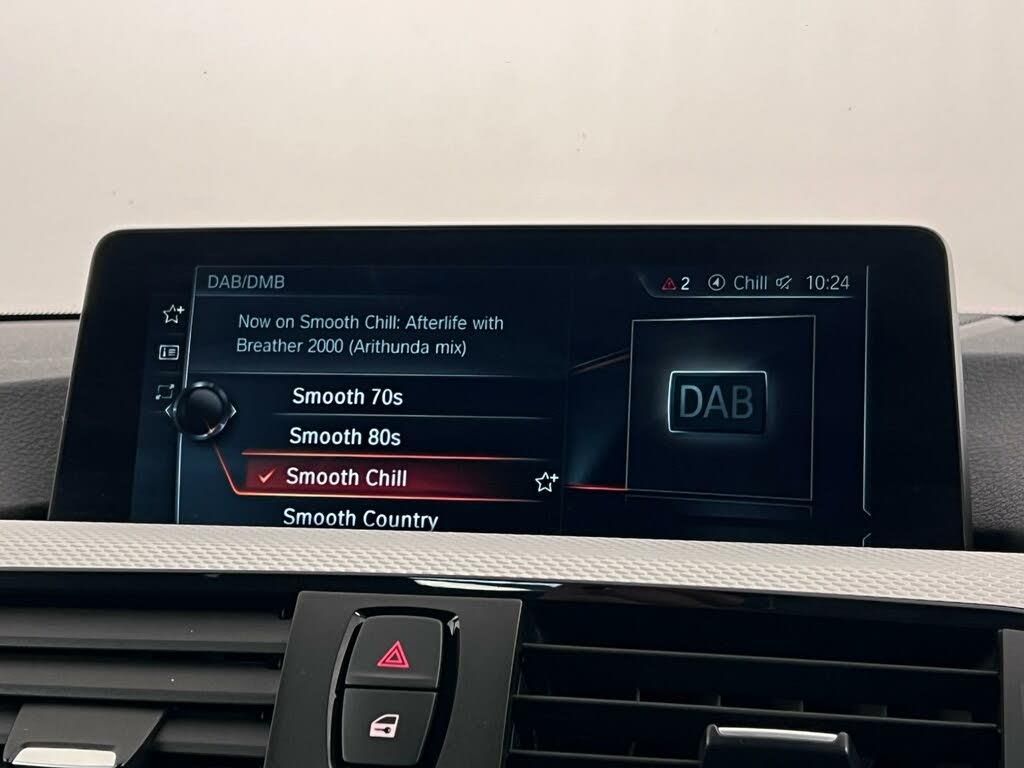 DAB/DMB
2 Chill 10:24
Now on Smooth Chill: Afterlife with
Breather 2000 (Arithunda mix)
Smooth 70s
Smooth 80s
Smooth Chill
Smooth Country
DAB